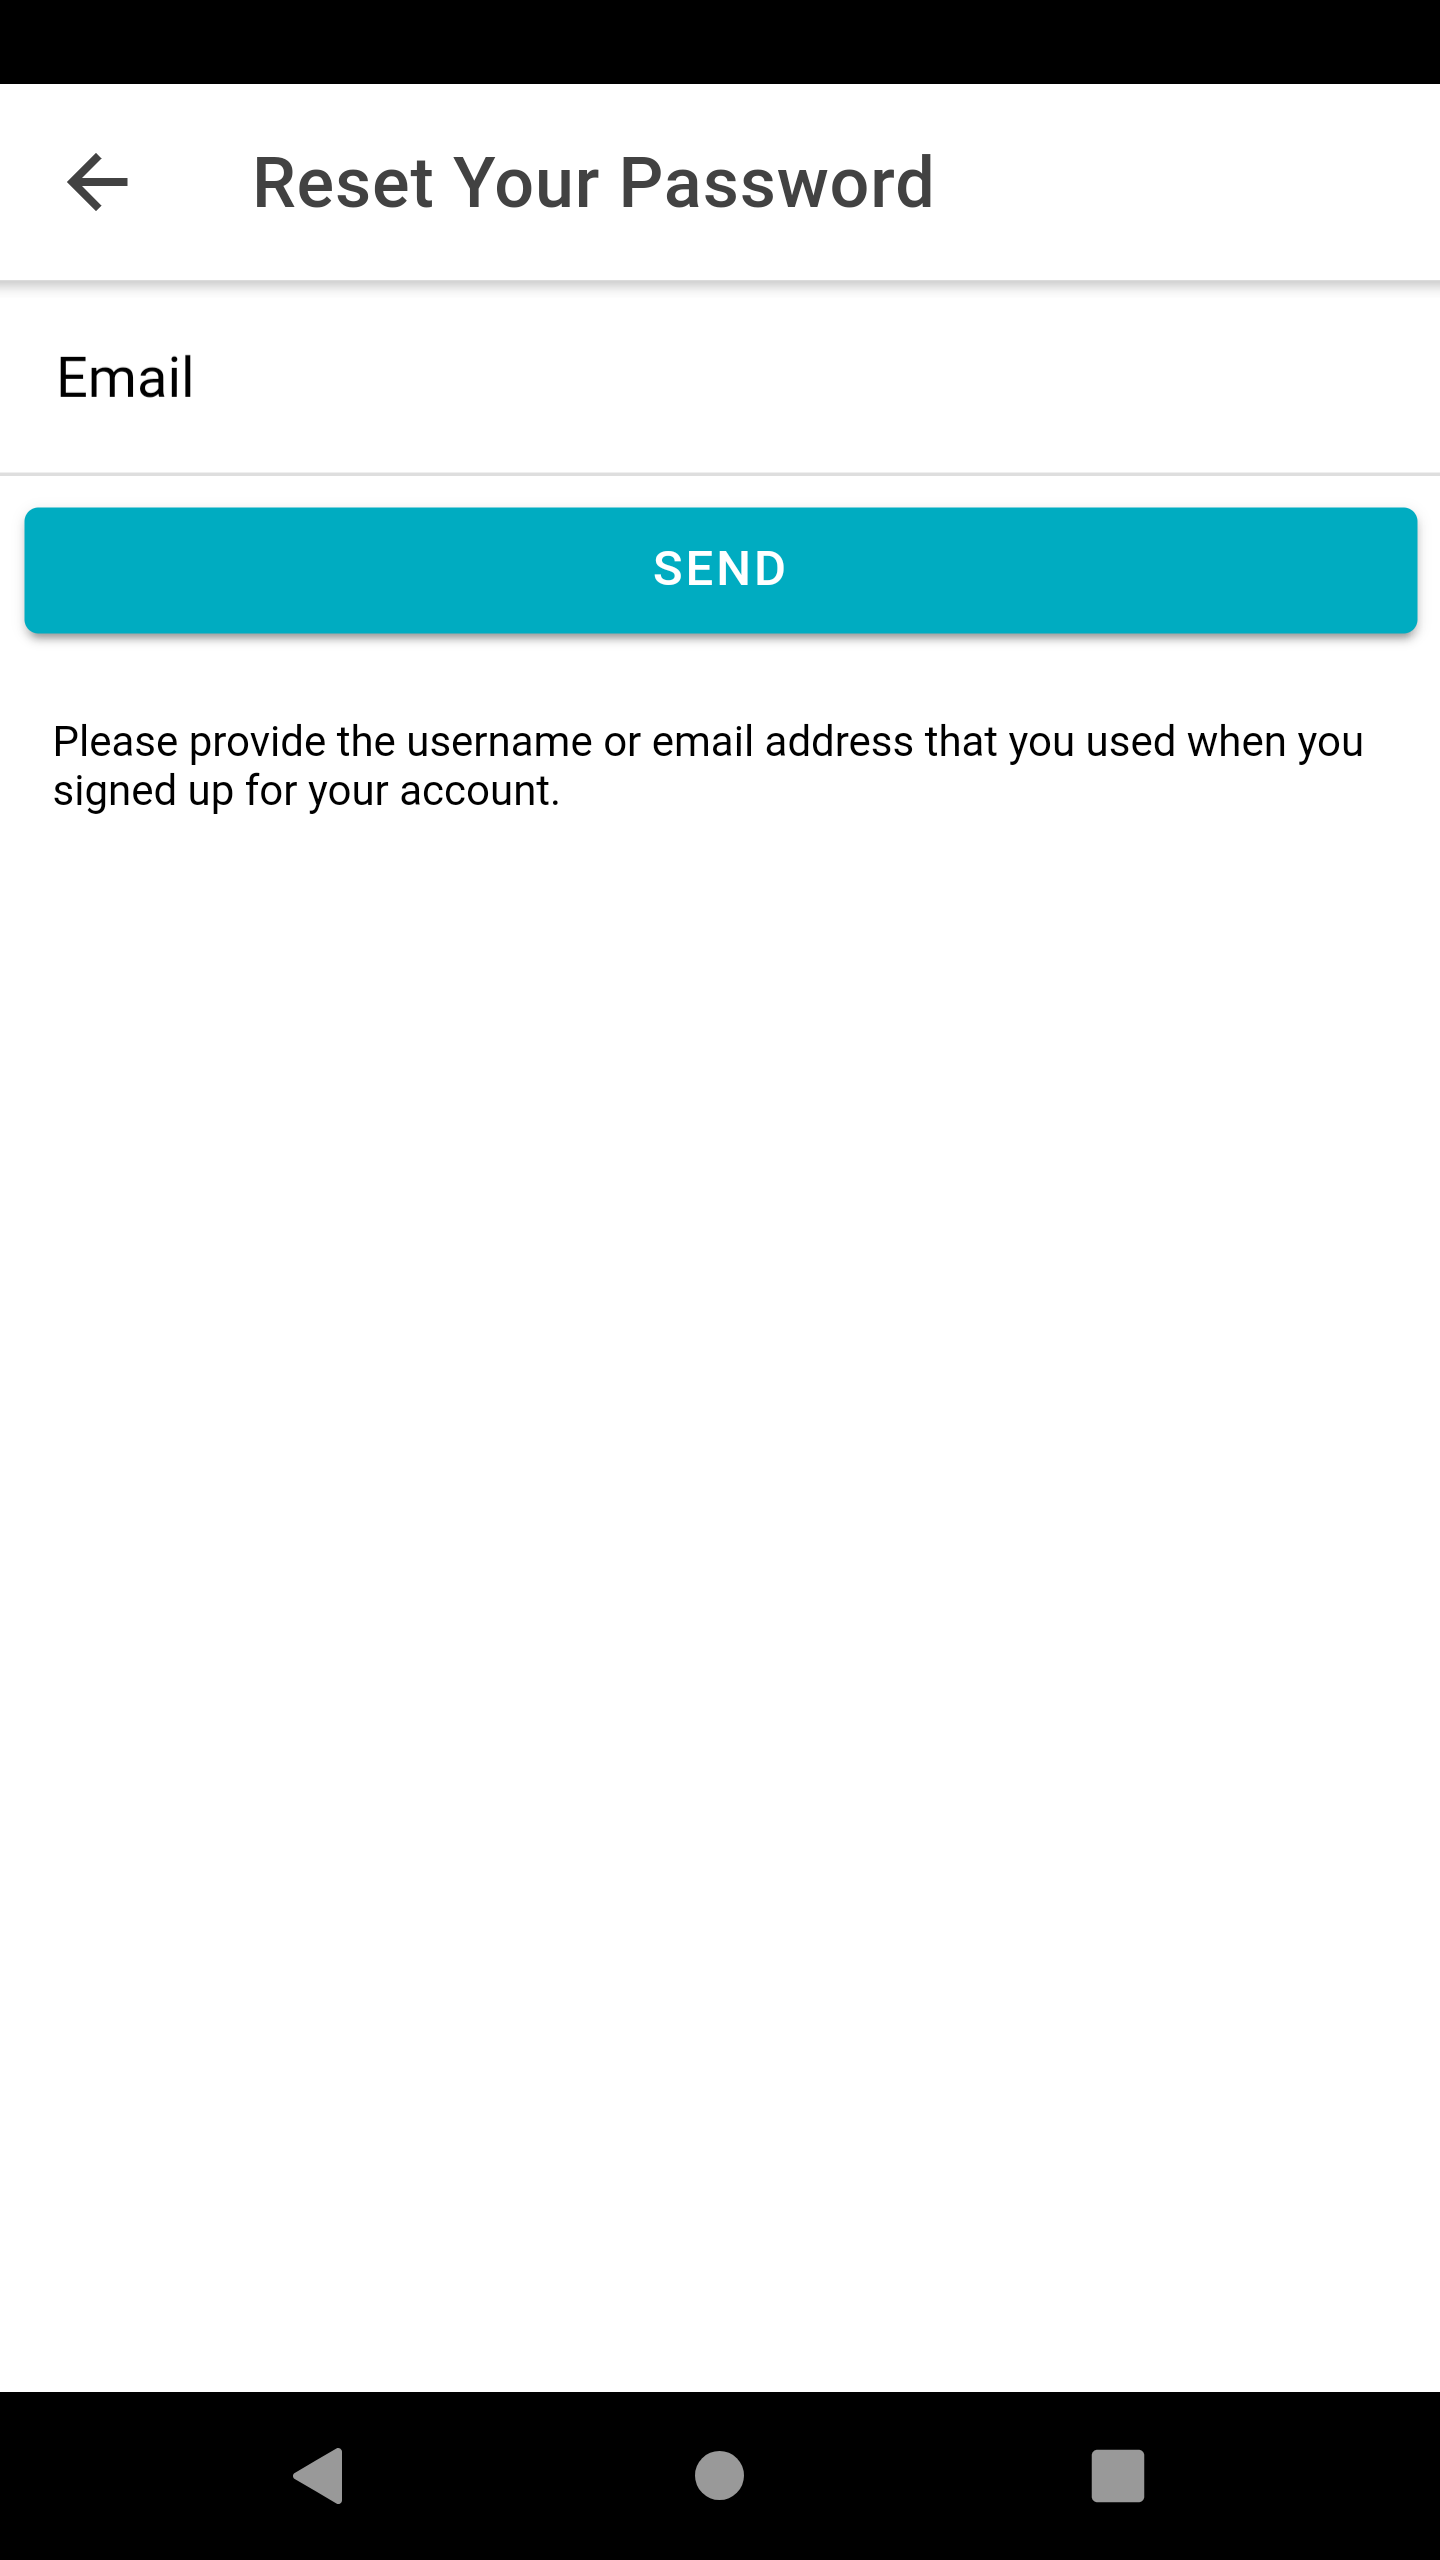 Reset Your Password
Email
SEND
Please provide the username or email address that you used when you
signed up for your account.